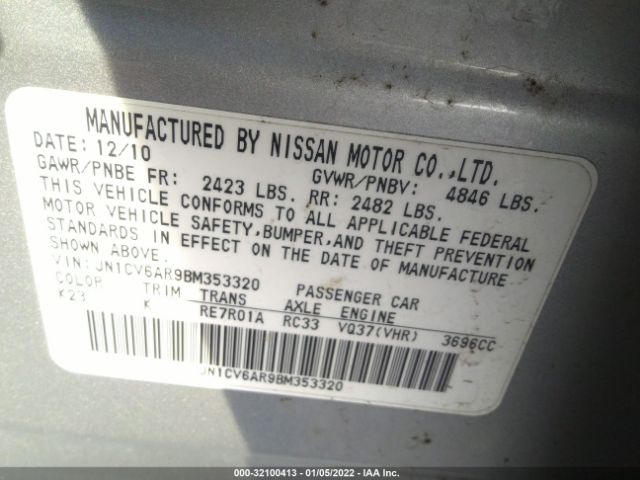 MANUFACTURED BY NISSAN MOTOR CO.,LTD.
DATE: 12/10
GAWR/PNBE FR: 2423 LBS. GVWR/PNBV: 4846 LBS.
RR: 2482 LBS.
THIS VEHICLE CONFORMS TO ALL APPLICABLE FEDERAL
MOTOR VEHICLE SAFETY,BUMPER,AND THEFT PREVENTION
STANDARDS IN EFFECT ON THE DATE OF MANUFACTURE
SHOWN ABOVE.
VIN: JN1CV6AR9BM353320 PASSENGER CAR
COLOR TRIM TRANS AXLE ENGINE
K23 K RE7R01A RC33 VQ37(VHR) 3696CC
JN1CV6AR9BM353320
000-32100413 - 01/05/2022 - IAA Inc.